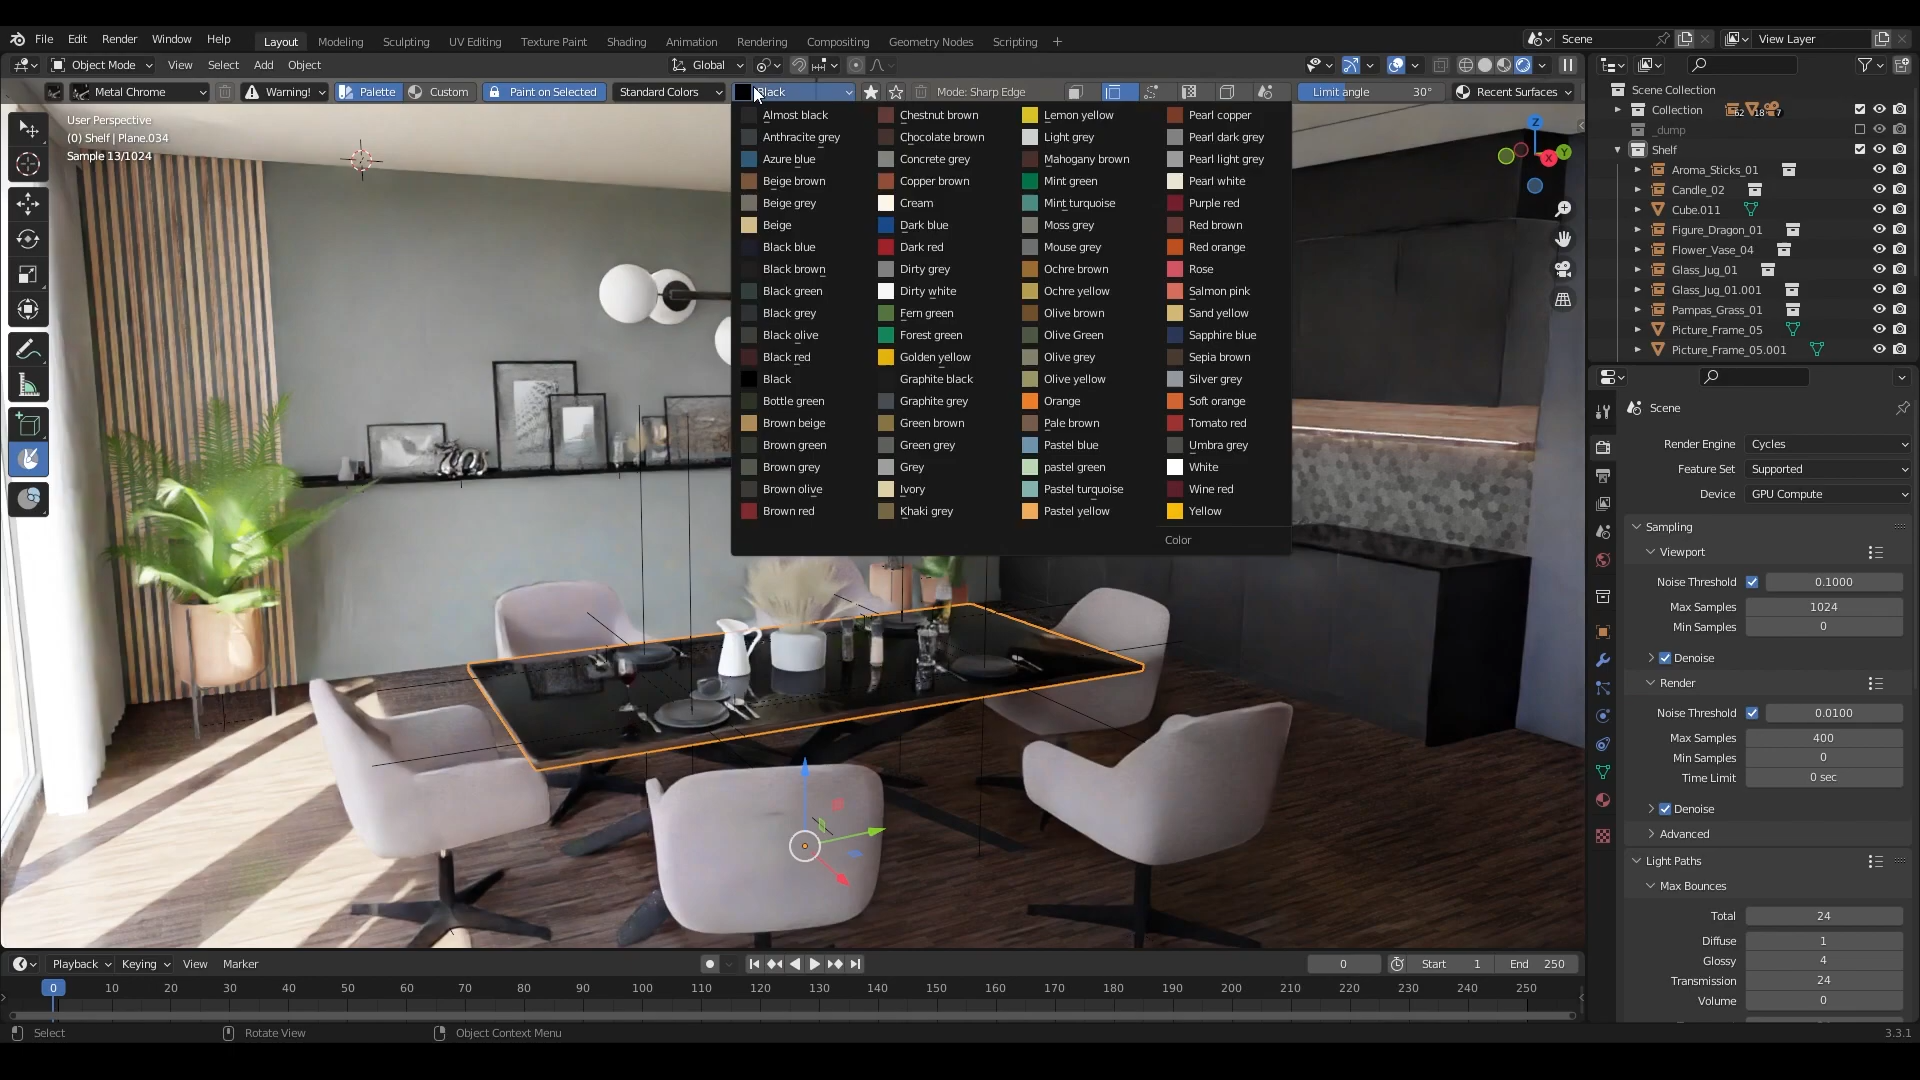 File Edit Render Window Help Layout Modeling Sculpting UV Editing Texture Paint Shading Animation Rendering Compositing Geometry Nodes Scripting + Scene View Layer
Object Mode View Select Add Object Global
Metal Chrome Warning! Palette Custom Paint on Selected Standard Colors Black Mode: Sharp Edge Limit angle 30° Recent Surfaces
User Perspective
(0) Shelf | Plane.034
Sample 13/1024
Almost black Chestnut brown Lemon yellow Pearl copper
Anthracite grey Chocolate brown Light grey Pearl dark grey
Azure blue Concrete grey Mahogany brown Pearl light grey
Beige brown Copper brown Mint green Pearl white
Beige grey Cream Mint turquoise Purple red
Beige Dark blue Moss grey Red brown
Black blue Dark red Mouse grey Red orange
Black brown Dirty grey Ochre brown Rose
Black green Dirty white Ochre yellow Salmon pink
Black grey Fern green Olive brown Sand yellow
Black olive Forest green Olive Green Sapphire blue
Black red Golden yellow Olive grey Sepia brown
Black Graphite black Olive yellow Silver grey
Bottle green Graphite grey Orange Soft orange
Brown beige Green brown Pale brown Tomato red
Brown green Green grey Pastel blue Umbra grey
Brown grey Grey pastel green White
Brown olive Ivory Pastel turquoise Wine red
Brown red Khaki grey Pastel yellow Yellow
Color
Z
X
Y
Scene Collection
Collection 62 18 7
_dump
Shelf
Aroma_Sticks_01
Candle_02
Cube.011
Figure_Dragon_01
Flower_Vase_04
Glass_Jug_01
Glass_Jug_01.001
Pampas_Grass_01
Picture_Frame_05
Picture_Frame_05.001
Scene
Render Engine Cycles
Feature Set Supported
Device GPU Compute
Sampling
Viewport
Noise Threshold 0.1000
Max Samples 1024
Min Samples 0
Denoise
Render
Noise Threshold 0.0100
Max Samples 400
Min Samples 0
Time Limit 0 sec
Denoise
Advanced
Light Paths
Max Bounces
Total 24
Diffuse 1
Glossy 4
Transmission 24
Volume 0
Playback Keying View Marker 0 Start 1 End 250
0 10 20 30 40 50 60 70 80 90 100 110 120 130 140 150 160 170 180 190 200 210 220 230 240 250
Select Rotate View Object Context Menu 3.3.1